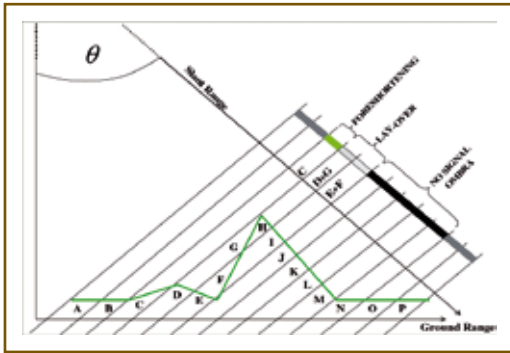 θ
Slant Range
FORESHORTENING
LAY-OVER
NO SIGNAL
OMBRA
C
D+G
E+F
H
G
I
J
F
K
D
E
L
C
M
A
B
N
O
P
Ground Range